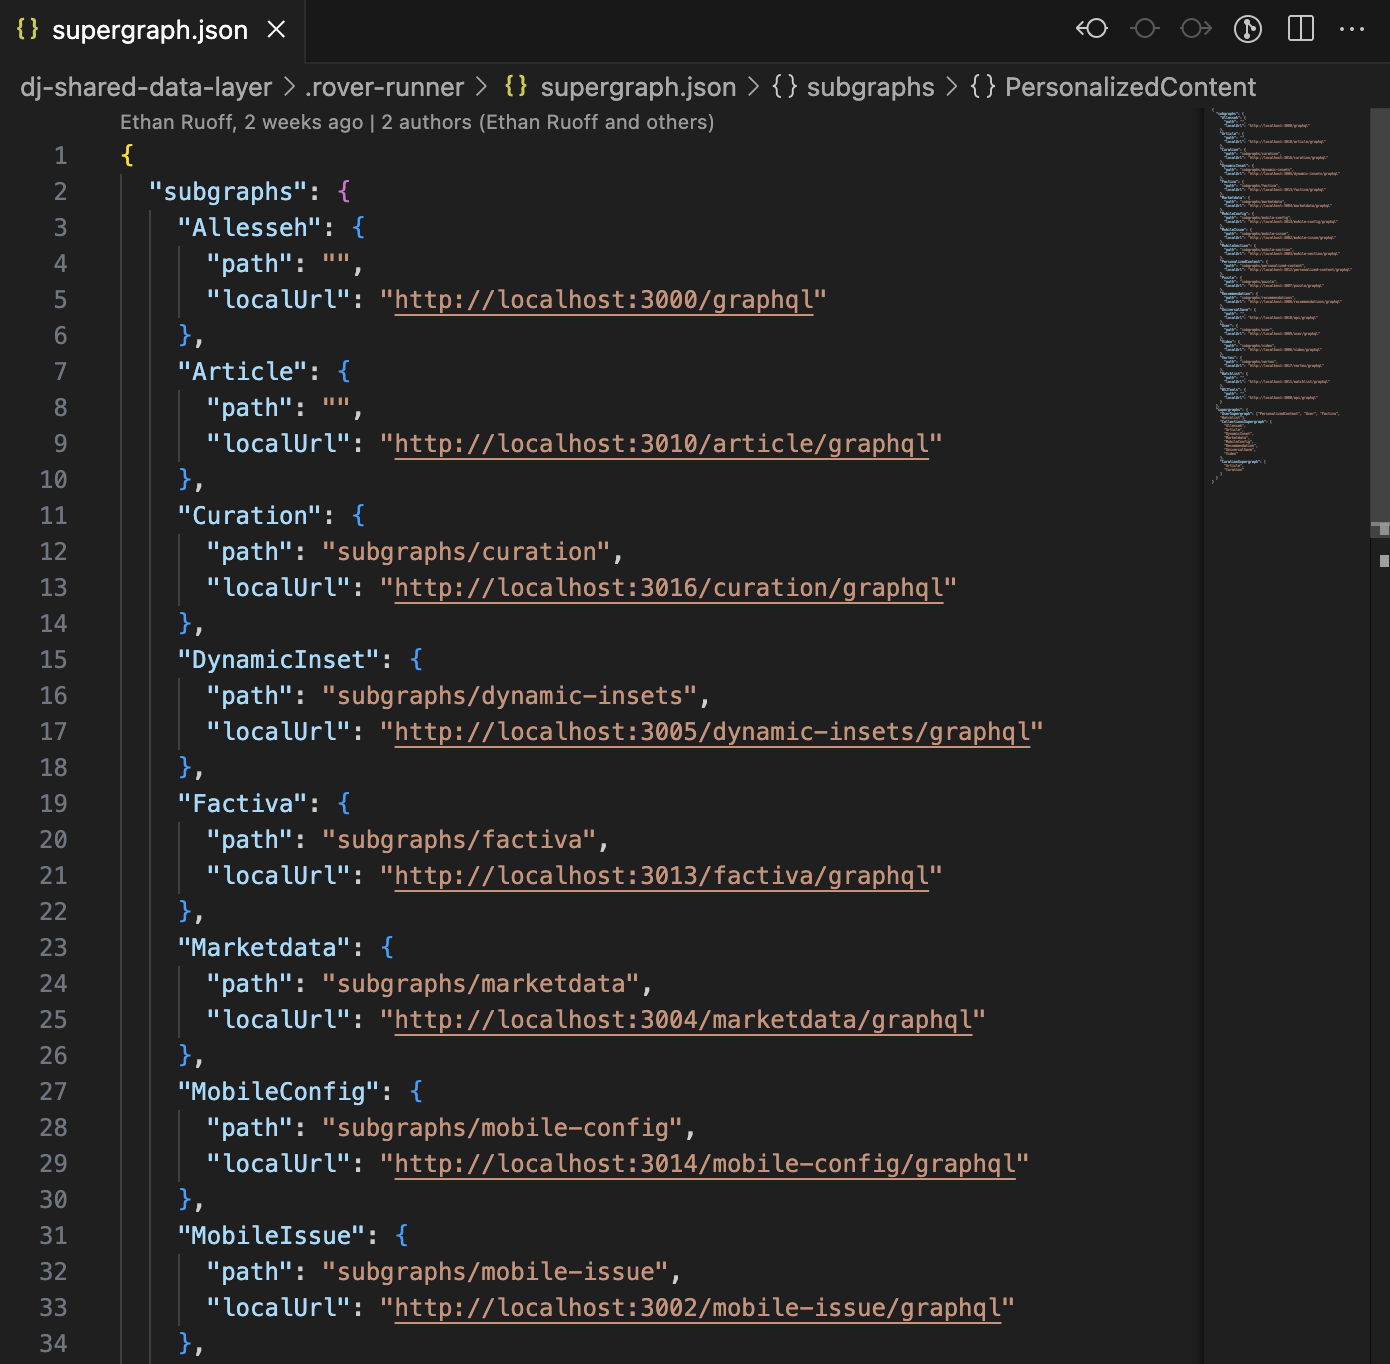 supergraph.json
dj-shared-data-layer > .rover-runner > {} supergraph.json > {} subgraphs > {} PersonalizedContent
Ethan Ruoff, 2 weeks ago | 2 authors (Ethan Ruoff and others)
1 {
2 "subgraphs": {
3 "Allesseh": {
4 "path": "",
5 "localUrl": "http://localhost:3000/graphql"
6 },
7 "Article": {
8 "path": "",
9 "localUrl": "http://localhost:3010/article/graphql"
10 },
11 "Curation": {
12 "path": "subgraphs/curation",
13 "localUrl": "http://localhost:3016/curation/graphql"
14 },
15 "DynamicInset": {
16 "path": "subgraphs/dynamic-insets",
17 "localUrl": "http://localhost:3005/dynamic-insets/graphql"
18 },
19 "Factiva": {
20 "path": "subgraphs/factiva",
21 "localUrl": "http://localhost:3013/factiva/graphql"
22 },
23 "Marketdata": {
24 "path": "subgraphs/marketdata",
25 "localUrl": "http://localhost:3004/marketdata/graphql"
26 },
27 "MobileConfig": {
28 "path": "subgraphs/mobile-config",
29 "localUrl": "http://localhost:3014/mobile-config/graphql"
30 },
31 "MobileIssue": {
32 "path": "subgraphs/mobile-issue",
33 "localUrl": "http://localhost:3002/mobile-issue/graphql"
34 },